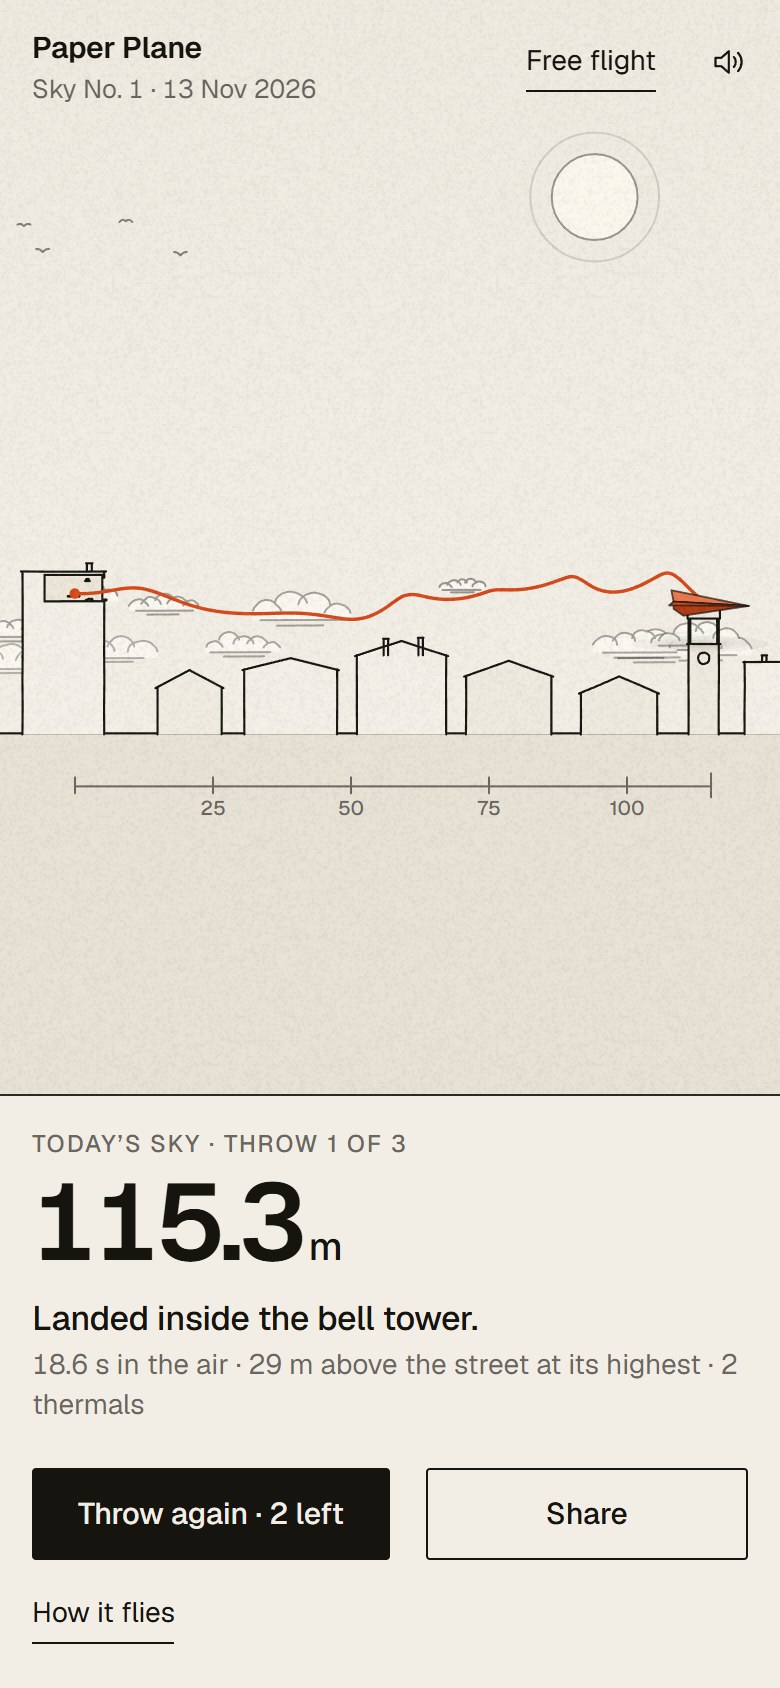 Paper Plane
Free flight
Sky No. 1 · 13 Nov 2026
25 50 75 100
TODAY’S SKY · THROW 1 OF 3
115.3 m
Landed inside the bell tower.
18.6 s in the air · 29 m above the street at its highest · 2
thermals
Throw again · 2 left
Share
How it flies